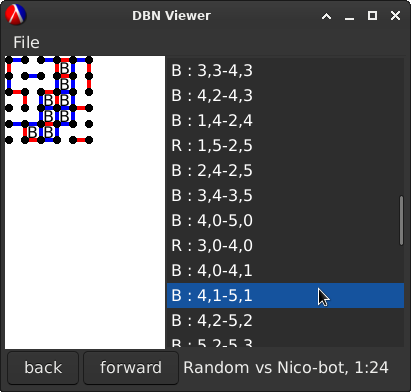 DBN Viewer
File
B
B
B B
B B
B B
B : 3,3-4,3
B : 4,2-4,3
B : 1,4-2,4
R : 1,5-2,5
B : 2,4-2,5
B : 3,4-3,5
B : 4,0-5,0
R : 3,0-4,0
B : 4,0-4,1
B : 4,1-5,1
B : 4,2-5,2
B : 5,2-5,3
back forward Random vs Nico-bot, 1:24